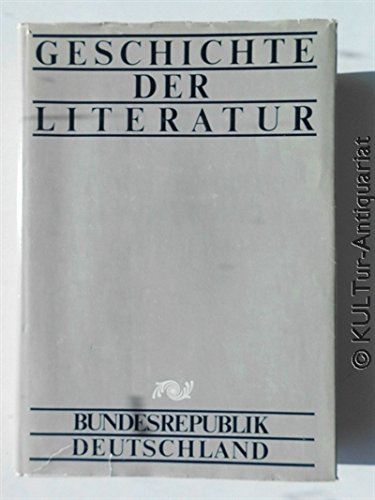 GESCHICHTE
DER
LITERATUR
BUNDESREPUBLIK
DEUTSCHLAND
© KULTur-Antiquariat